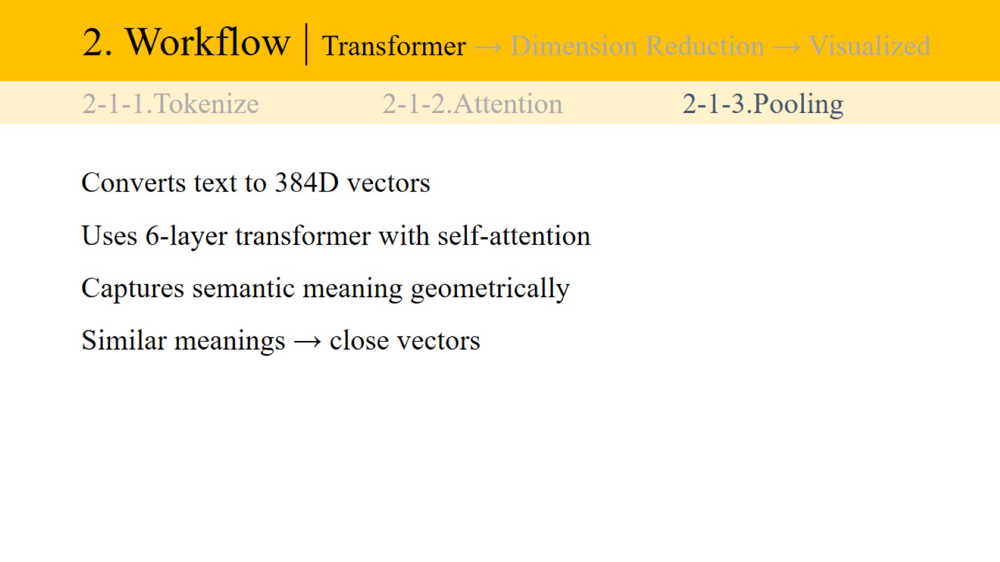 2. Workflow | Transformer → Dimension Reduction → Visualized
2-1-1.Tokenize 2-1-2.Attention 2-1-3.Pooling
Converts text to 384D vectors
Uses 6-layer transformer with self-attention
Captures semantic meaning geometrically
Similar meanings → close vectors